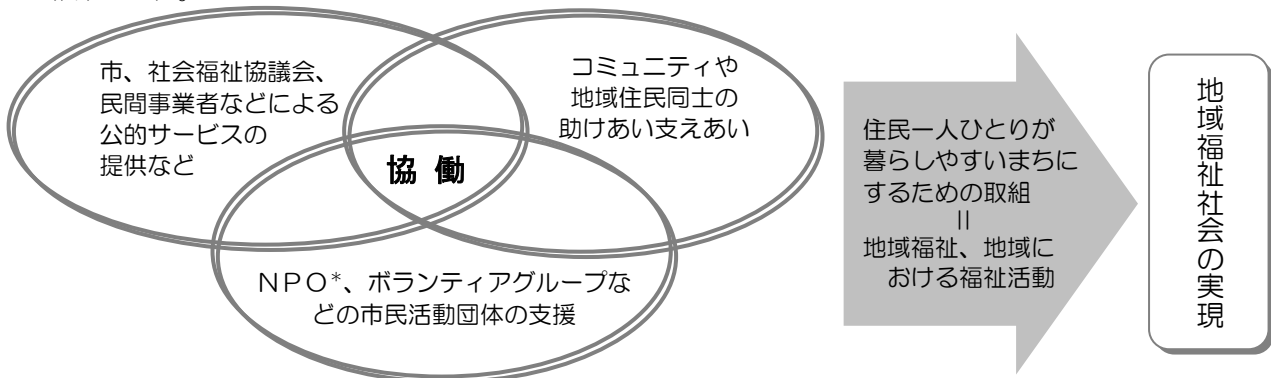 市、社会福祉協議会、
民間事業者などによる
公的サービスの
提供など
コミュニティや
地域住民同士の
助けあい支えあい
協 働
ＮＰＯ*、ボランティアグループな
どの市民活動団体の支援
住民一人ひとりが
暮らしやすいまちに
するための取組
＝
地域福祉、地域に
おける福祉活動
地域福祉社会の実現